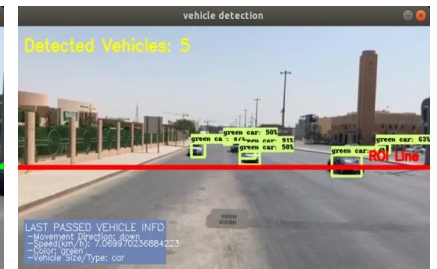 vehicle detection
Detected Vehicles: 5
green car: 50%
green car: 63%
green car: 50%
ROI Line
LAST PASSED VEHICLE INFO
-Movement Direction: down
-Speed(km/h): 7.069970236884223
-Color: green
-Vehicle Size/Type: car